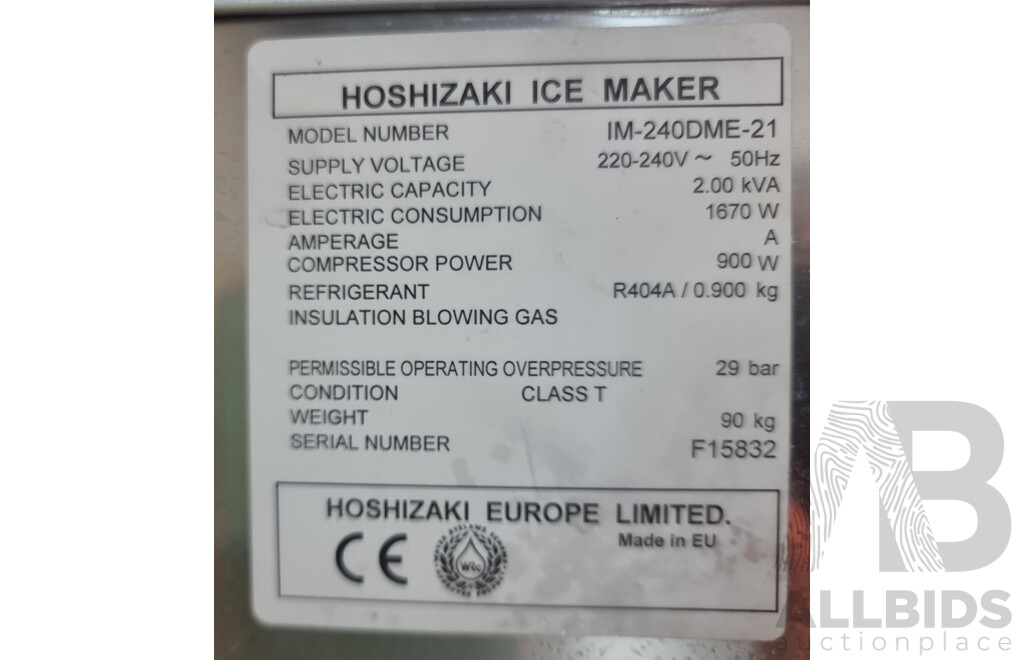 HOSHIZAKI ICE MAKER
MODEL NUMBER IM-240DME-21
SUPPLY VOLTAGE 220-240V ~ 50Hz
ELECTRIC CAPACITY 2.00 kVA
ELECTRIC CONSUMPTION 1670 W
AMPERAGE A
COMPRESSOR POWER 900 W
REFRIGERANT R404A / 0.900 kg
INSULATION BLOWING GAS
PERMISSIBLE OPERATING OVERPRESSURE 29 bar
CONDITION CLASS T
WEIGHT 90 kg
SERIAL NUMBER F15832
HOSHIZAKI EUROPE LIMITED.
Made in EU
CE
WRc
AB
ALLBIDS
auctionplace